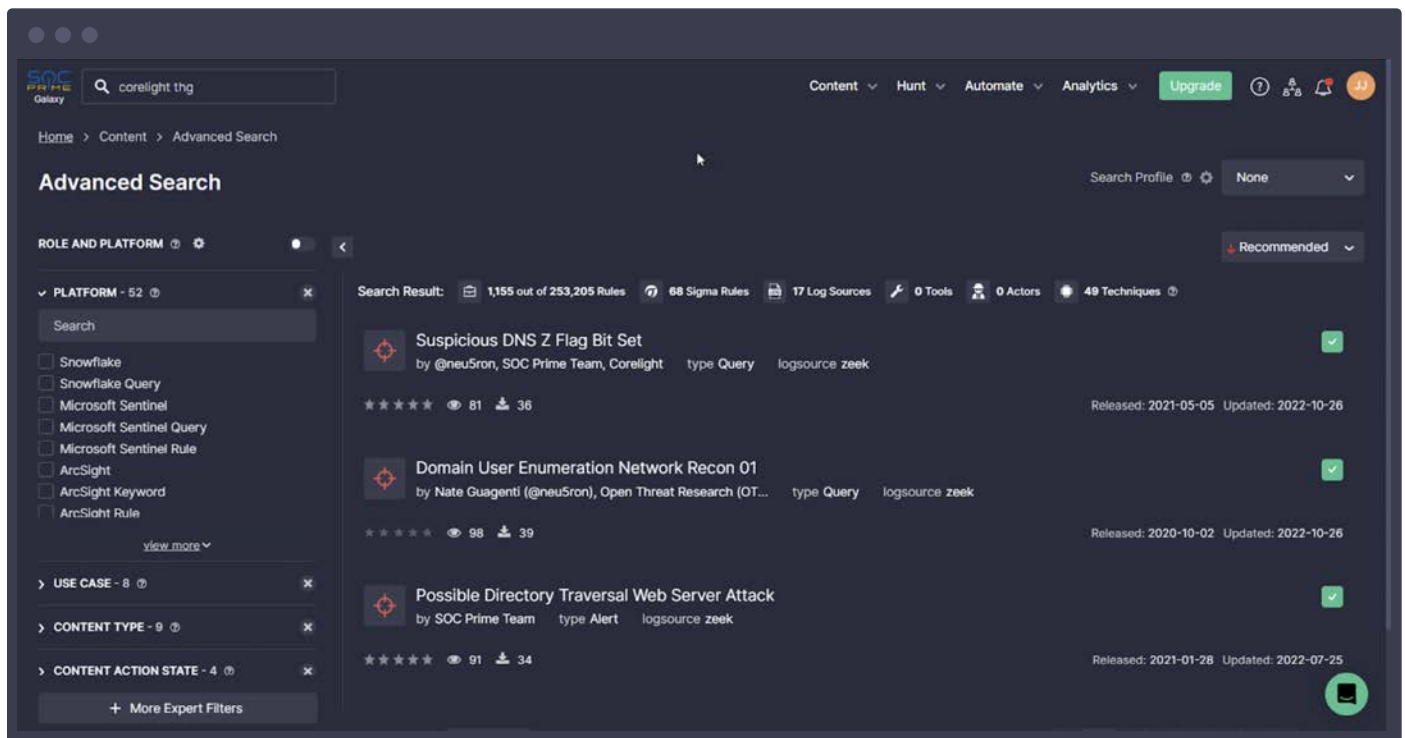 SOC
PRIME
Galaxy
corelight thg
Content
Hunt
Automate
Analytics
Upgrade
JJ
Home > Content > Advanced Search
Advanced Search
Search Profile
None
ROLE AND PLATFORM
Recommended
PLATFORM - 52
Search
Snowflake
Snowflake Query
Microsoft Sentinel
Microsoft Sentinel Query
Microsoft Sentinel Rule
ArcSight
ArcSight Keyword
ArcSight Rule
view more
USE CASE - 8
CONTENT TYPE - 9
CONTENT ACTION STATE - 4
+ More Expert Filters
Search Result: 1,155 out of 253,205 Rules 68 Sigma Rules 17 Log Sources 0 Tools 0 Actors 49 Techniques
Suspicious DNS Z Flag Bit Set
by @neu5ron, SOC Prime Team, Corelight type Query logsource zeek
81 36
Released: 2021-05-05 Updated: 2022-10-26
Domain User Enumeration Network Recon 01
by Nate Guagenti (@neu5ron), Open Threat Research (OT... type Query logsource zeek
98 39
Released: 2020-10-02 Updated: 2022-10-26
Possible Directory Traversal Web Server Attack
by SOC Prime Team type Alert logsource zeek
91 34
Released: 2021-01-28 Updated: 2022-07-25